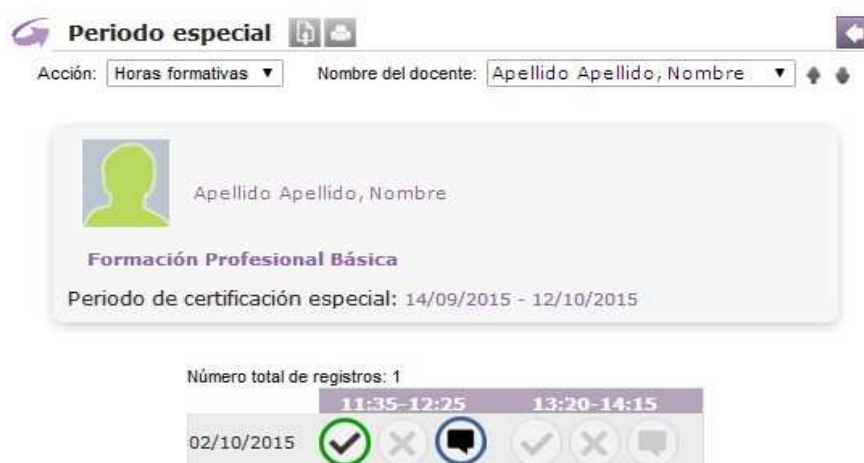 Periodo especial
Acción: Horas formativas Nombre del docente: Apellido Apellido, Nombre
Apellido Apellido, Nombre
Formación Profesional Básica
Periodo de certificación especial: 14/09/2015 - 12/10/2015
Número total de registros: 1
11:35-12:25 13:20-14:15
02/10/2015